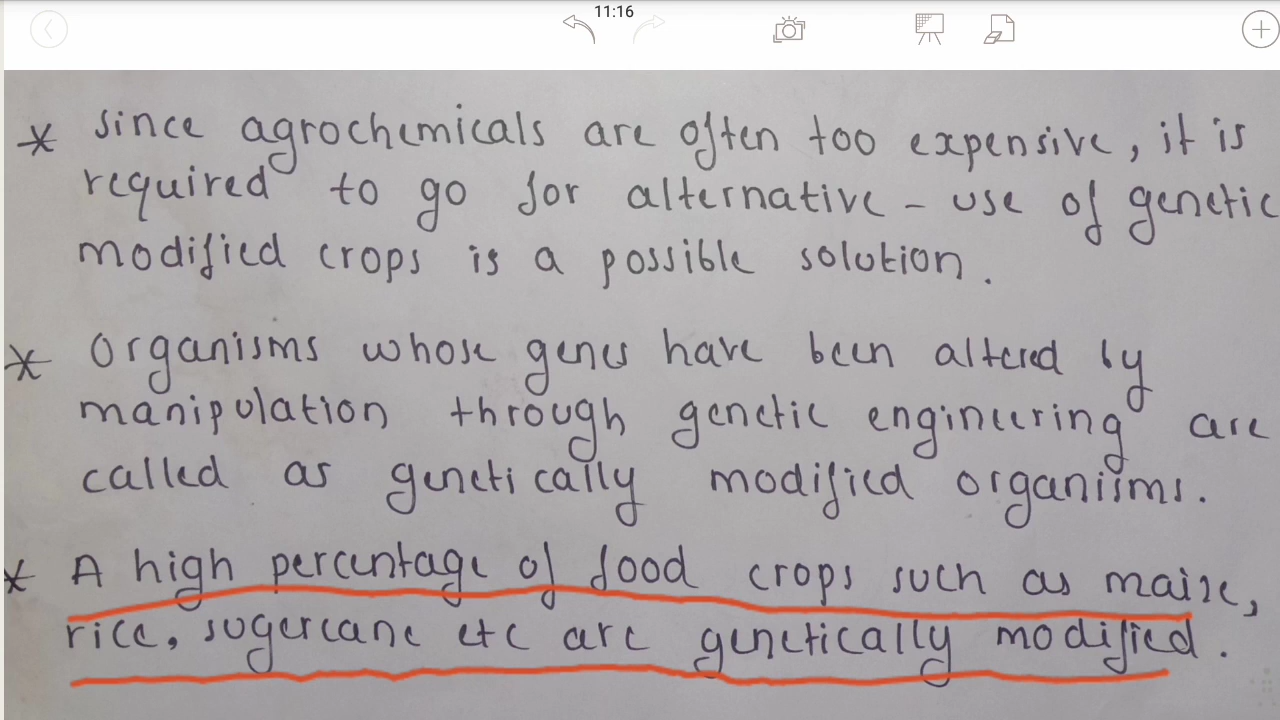 11:16
* since agrochemicals are often too expensive, it is
required to go for alternative - use of genetic
modified crops is a possible solution.
* Organisms whose genes have been altered by
manipulation through genetic engineering are
called as genetically modified organisms.
* A high percentage of food crops such as maize,
rice, sugercane etc are genetically modified.